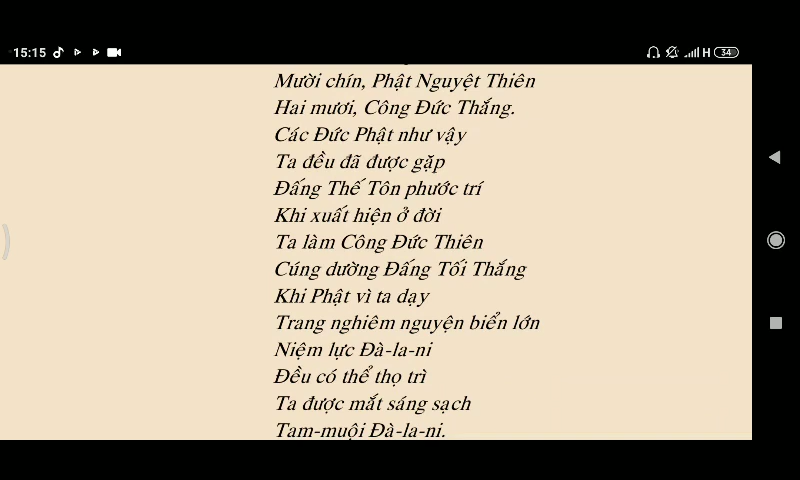 15:15
H
34
Mười chín, Phật Nguyệt Thiên
Hai mươi, Công Đức Thắng.
Các Đức Phật như vậy
Ta đều đã được gặp
Đấng Thế Tôn phước trí
Khi xuất hiện ở đời
Ta làm Công Đức Thiên
Cúng dường Đấng Tối Thắng
Khi Phật vì ta dạy
Trang nghiêm nguyện biển lớn
Niệm lực Đà-la-ni
Đều có thể thọ trì
Ta được mắt sáng sạch
Tam-muội Đà-la-ni.